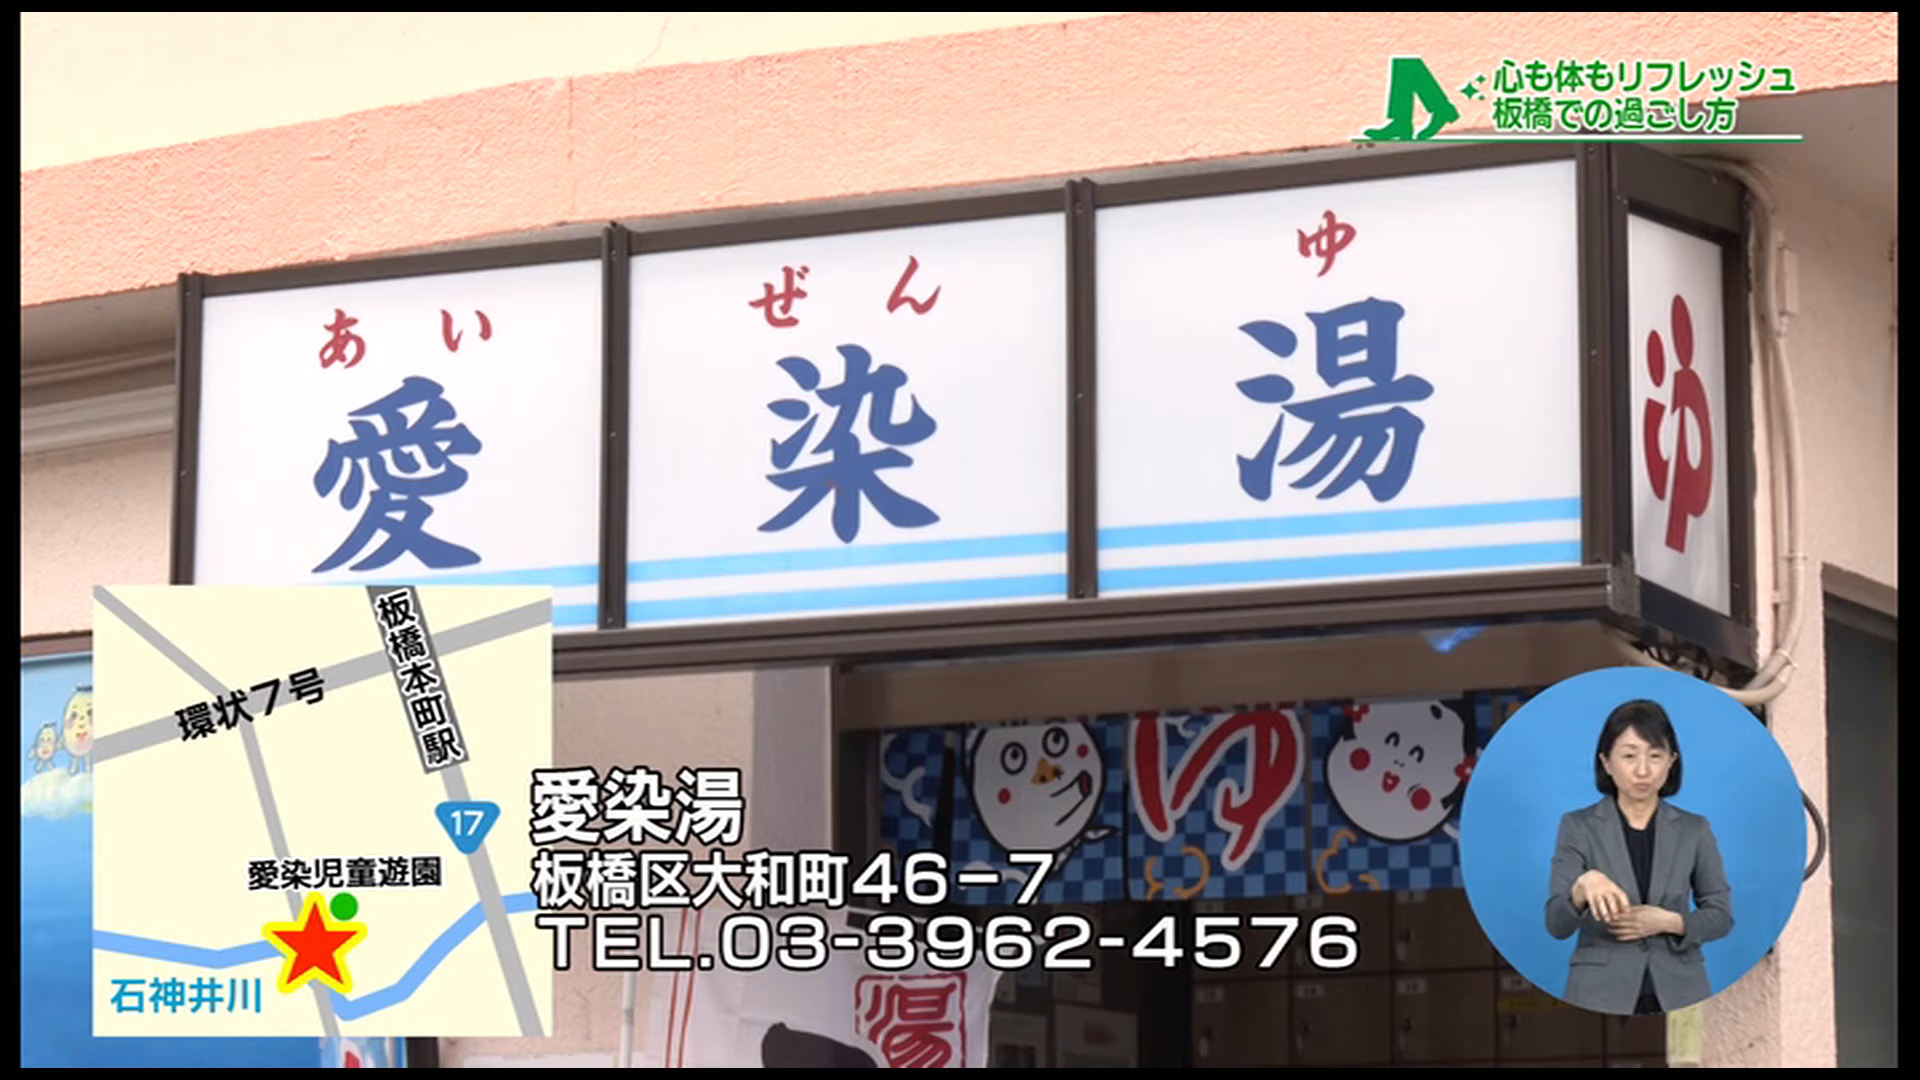 心も体もリフレッシュ
板橋での過ごし方
あい ぜん ゆ
愛染湯
ゆ
板橋本町駅
環状7号
17
愛染児童遊園
石神井川
愛染湯
板橋区大和町46-7
TEL.03-3962-4576
ゆ
湯